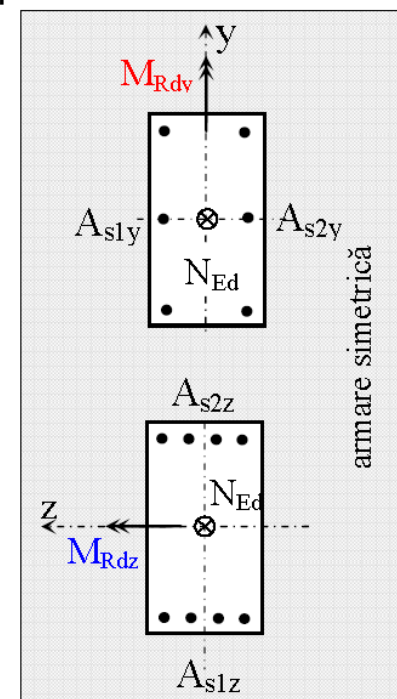 y
M_Rdy
A_s1y A_s2y
N_Ed
armare simetrică
A_s2z
N_Ed
z
M_Rdz
A_s1z